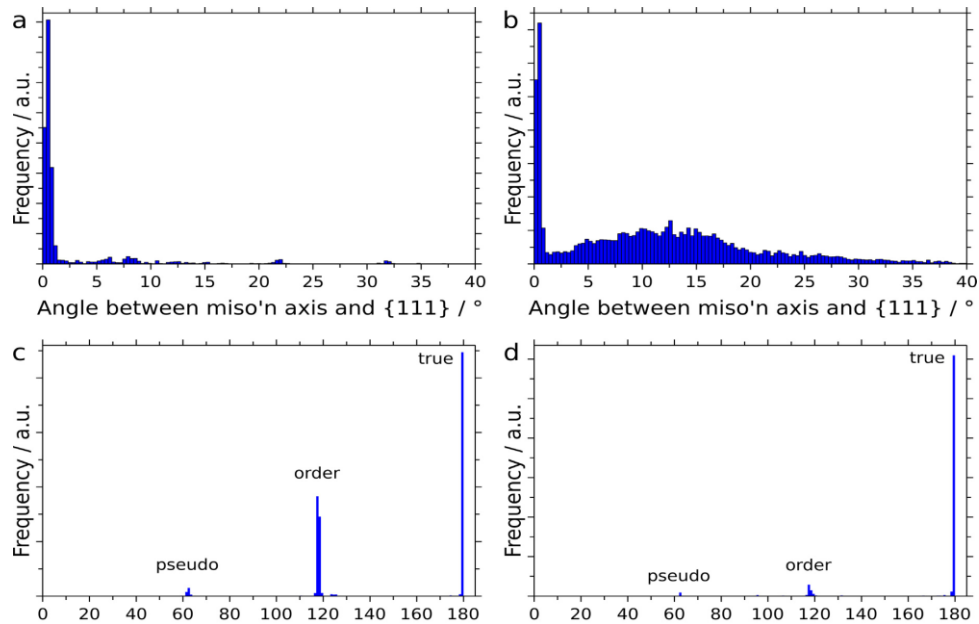 a
Frequency / a.u.
0 5 10 15 20 25 30 35 40
Angle between miso'n axis and {111} / °
b
Frequency / a.u.
0 5 10 15 20 25 30 35 40
Angle between miso'n axis and {111} / °
c
true
order
pseudo
Frequency / a.u.
0 20 40 60 80 100 120 140 160 180
d
true
order
pseudo
Frequency / a.u.
0 20 40 60 80 100 120 140 160 180